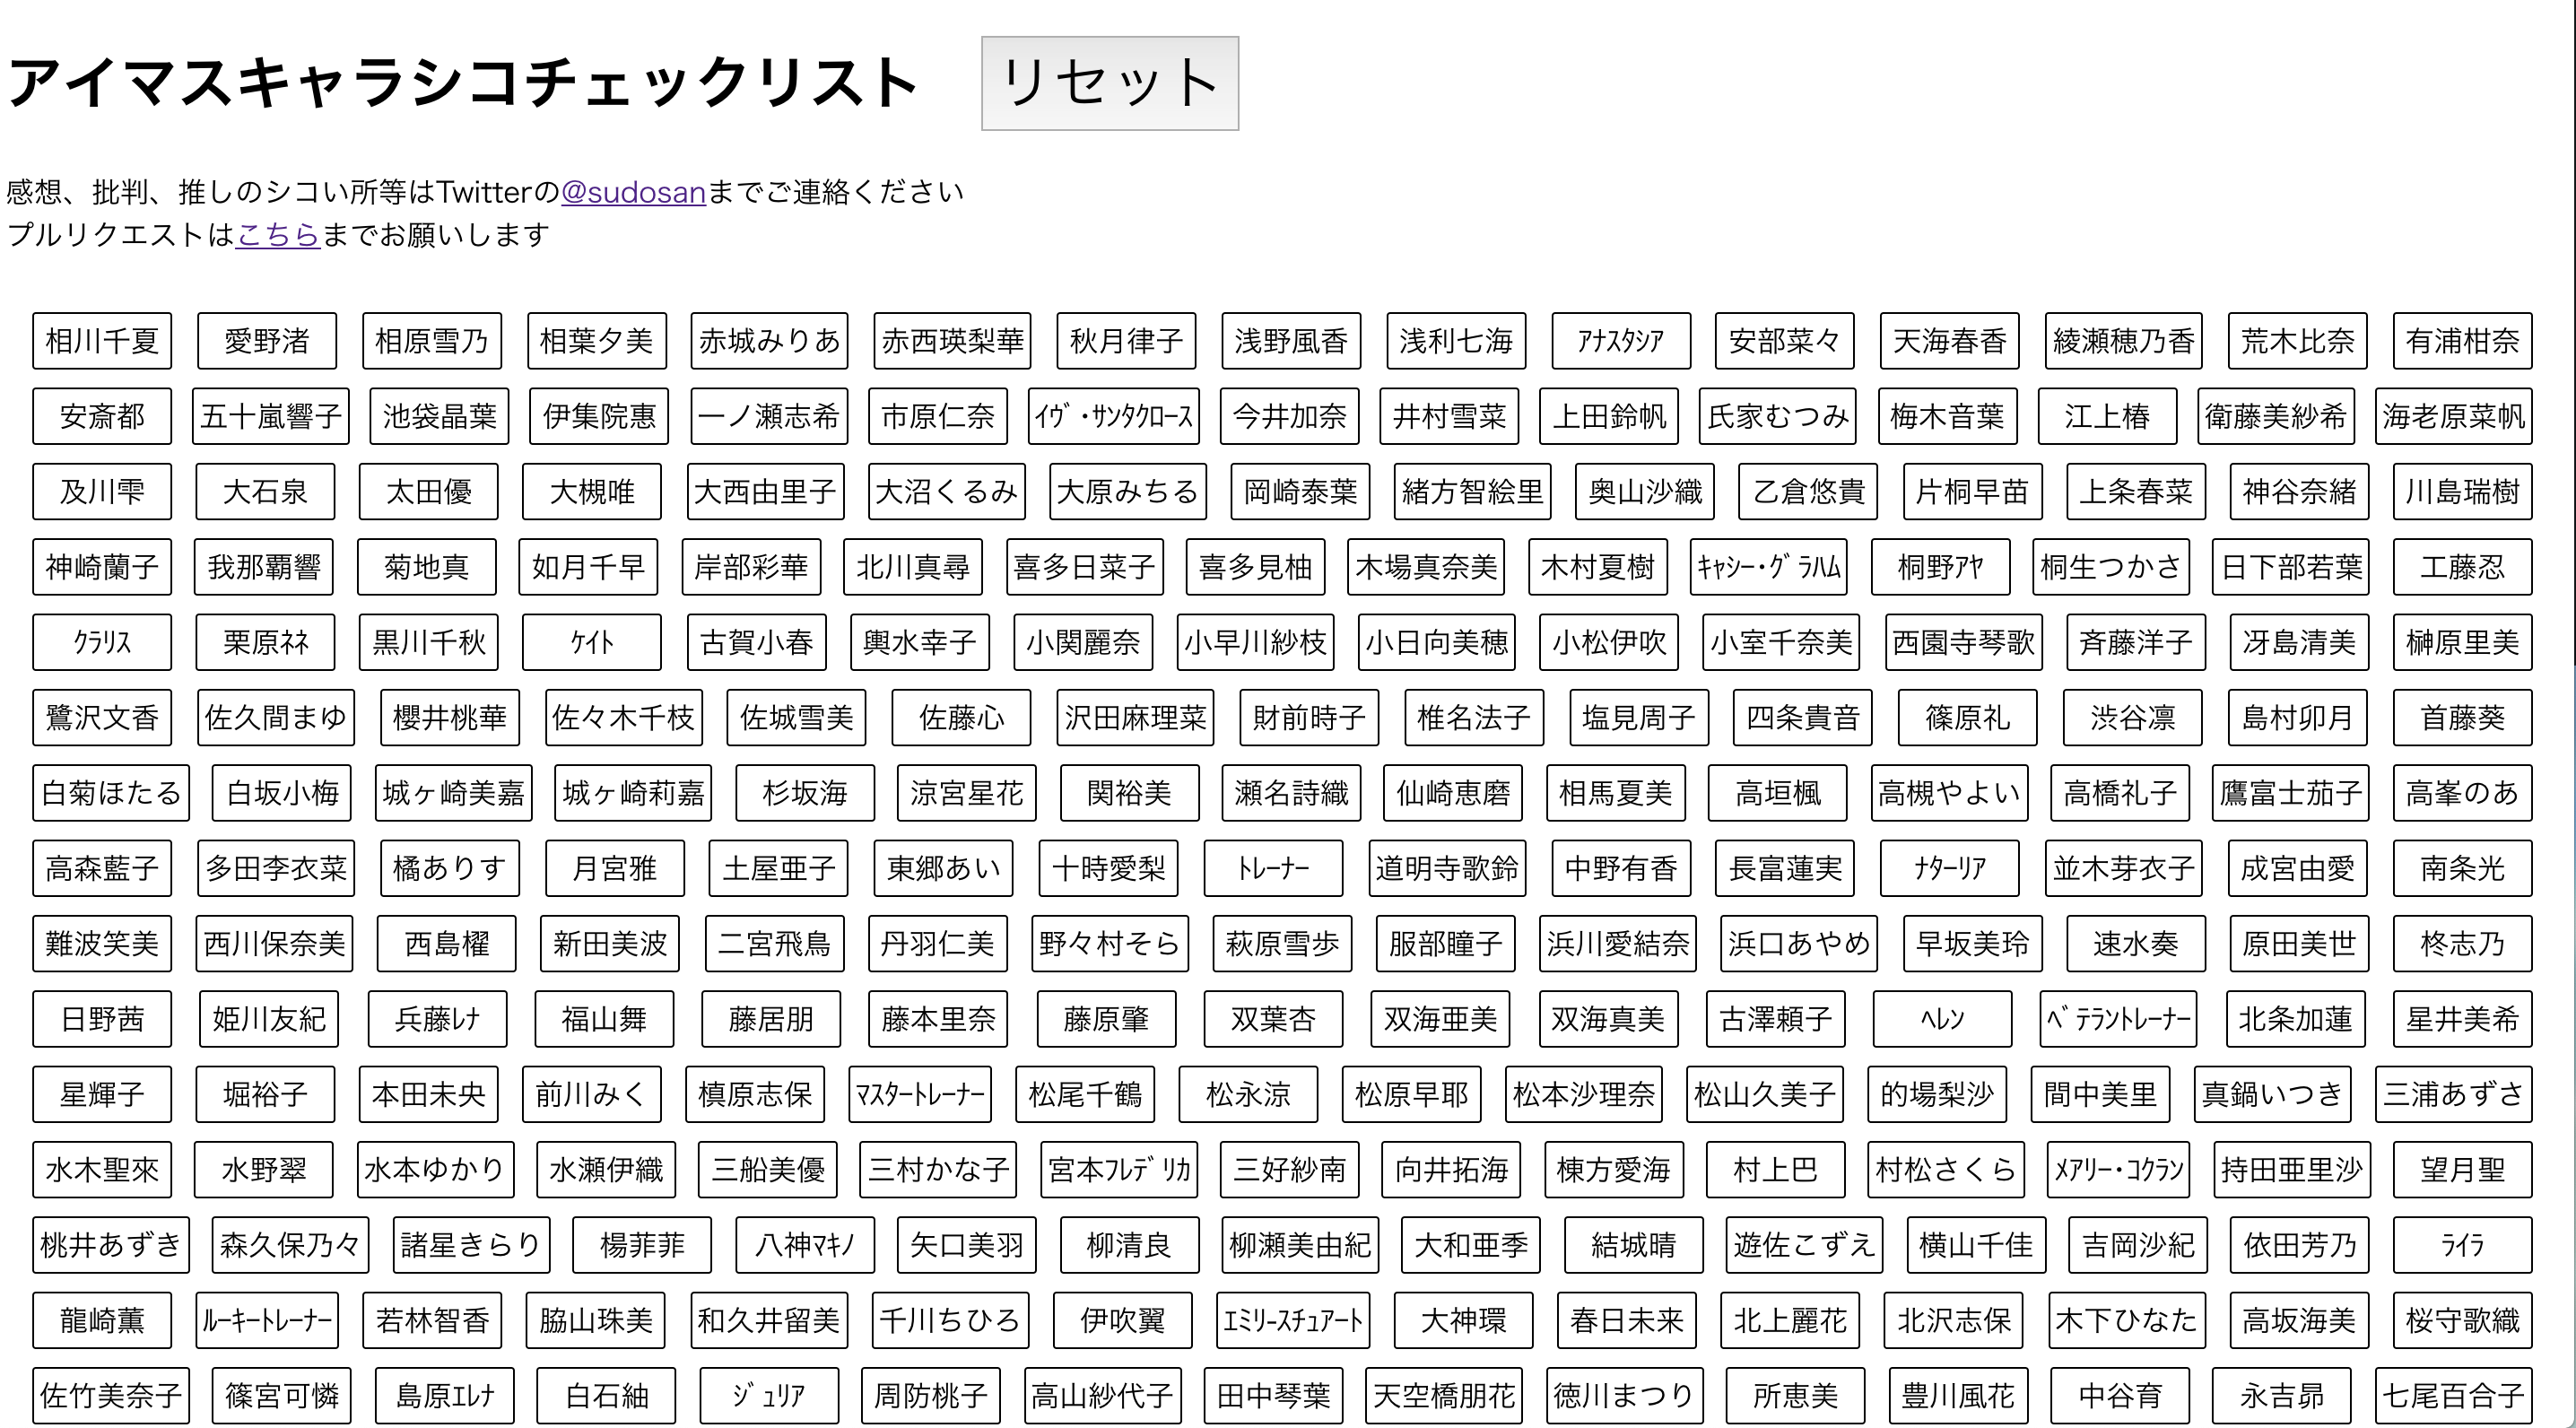 アイマスキャラシコチェックリスト リセット
感想、批判、推しのシコい所等はTwitterの@sudosanまでご連絡ください
プルリクエストはこちらまでお願いします
相川千夏 愛野渚 相原雪乃 相葉夕美 赤城みりあ 赤西瑛梨華 秋月律子 浅野風香 浅利七海 ｱﾅｽﾀｼｱ 安部菜々 天海春香 綾瀬穂乃香 荒木比奈 有浦柑奈
安斎都 五十嵐響子 池袋晶葉 伊集院惠 一ノ瀬志希 市原仁奈 ｲｳﾞ･ｻﾝﾀｸﾛｰｽ 今井加奈 井村雪菜 上田鈴帆 氏家むつみ 梅木音葉 江上椿 衛藤美紗希 海老原菜帆
及川雫 大石泉 太田優 大槻唯 大西由里子 大沼くるみ 大原みちる 岡崎泰葉 緒方智絵里 奥山沙織 乙倉悠貴 片桐早苗 上条春菜 神谷奈緒 川島瑞樹
神崎蘭子 我那覇響 菊地真 如月千早 岸部彩華 北川真尋 喜多日菜子 喜多見柚 木場真奈美 木村夏樹 ｷｬｼｰ･ｸﾞﾗﾊﾑ 桐野ｱﾔ 桐生つかさ 日下部若葉 工藤忍
ｸﾗﾘｽ 栗原ﾈﾈ 黒川千秋 ｹｲﾄ 古賀小春 輿水幸子 小関麗奈 小早川紗枝 小日向美穂 小松伊吹 小室千奈美 西園寺琴歌 斉藤洋子 冴島清美 榊原里美
鷺沢文香 佐久間まゆ 櫻井桃華 佐々木千枝 佐城雪美 佐藤心 沢田麻理菜 財前時子 椎名法子 塩見周子 四条貴音 篠原礼 渋谷凛 島村卯月 首藤葵
白菊ほたる 白坂小梅 城ヶ崎美嘉 城ヶ崎莉嘉 杉坂海 涼宮星花 関裕美 瀬名詩織 仙崎恵磨 相馬夏美 高垣楓 高槻やよい 高橋礼子 鷹富士茄子 高峯のあ
高森藍子 多田李衣菜 橘ありす 月宮雅 土屋亜子 東郷あい 十時愛梨 ﾄﾚｰﾅｰ 道明寺歌鈴 中野有香 長富蓮実 ﾅﾀｰﾘｱ 並木芽衣子 成宮由愛 南条光
難波笑美 西川保奈美 西島櫂 新田美波 二宮飛鳥 丹羽仁美 野々村そら 萩原雪歩 服部瞳子 浜川愛結奈 浜口あやめ 早坂美玲 速水奏 原田美世 柊志乃
日野茜 姫川友紀 兵藤ﾚﾅ 福山舞 藤居朋 藤本里奈 藤原肇 双葉杏 双海亜美 双海真美 古澤頼子 ﾍﾚﾝ ﾍﾞﾃﾗﾝﾄﾚｰﾅｰ 北条加蓮 星井美希
星輝子 堀裕子 本田未央 前川みく 槙原志保 ﾏｽﾀｰﾄﾚｰﾅｰ 松尾千鶴 松永涼 松原早耶 松本沙理奈 松山久美子 的場梨沙 間中美里 真鍋いつき 三浦あずさ
水木聖來 水野翠 水本ゆかり 水瀬伊織 三船美優 三村かな子 宮本ﾌﾚﾃﾞﾘｶ 三好紗南 向井拓海 棟方愛海 村上巴 村松さくら ﾒｱﾘｰ･ｺｸﾗﾝ 持田亜里沙 望月聖
桃井あずき 森久保乃々 諸星きらり 楊菲菲 八神ﾏｷﾉ 矢口美羽 柳清良 柳瀬美由紀 大和亜季 結城晴 遊佐こずえ 横山千佳 吉岡沙紀 依田芳乃 ﾗｲﾗ
龍崎薫 ﾙｰｷｰﾄﾚｰﾅｰ 若林智香 脇山珠美 和久井留美 千川ちひろ 伊吹翼 ｴﾐﾘｰｽﾁｭｱｰﾄ 大神環 春日未来 北上麗花 北沢志保 木下ひなた 高坂海美 桜守歌織
佐竹美奈子 篠宮可憐 島原ｴﾚﾅ 白石紬 ｼﾞｭﾘｱ 周防桃子 高山紗代子 田中琴葉 天空橋朋花 徳川まつり 所恵美 豊川風花 中谷育 永吉昴 七尾百合子